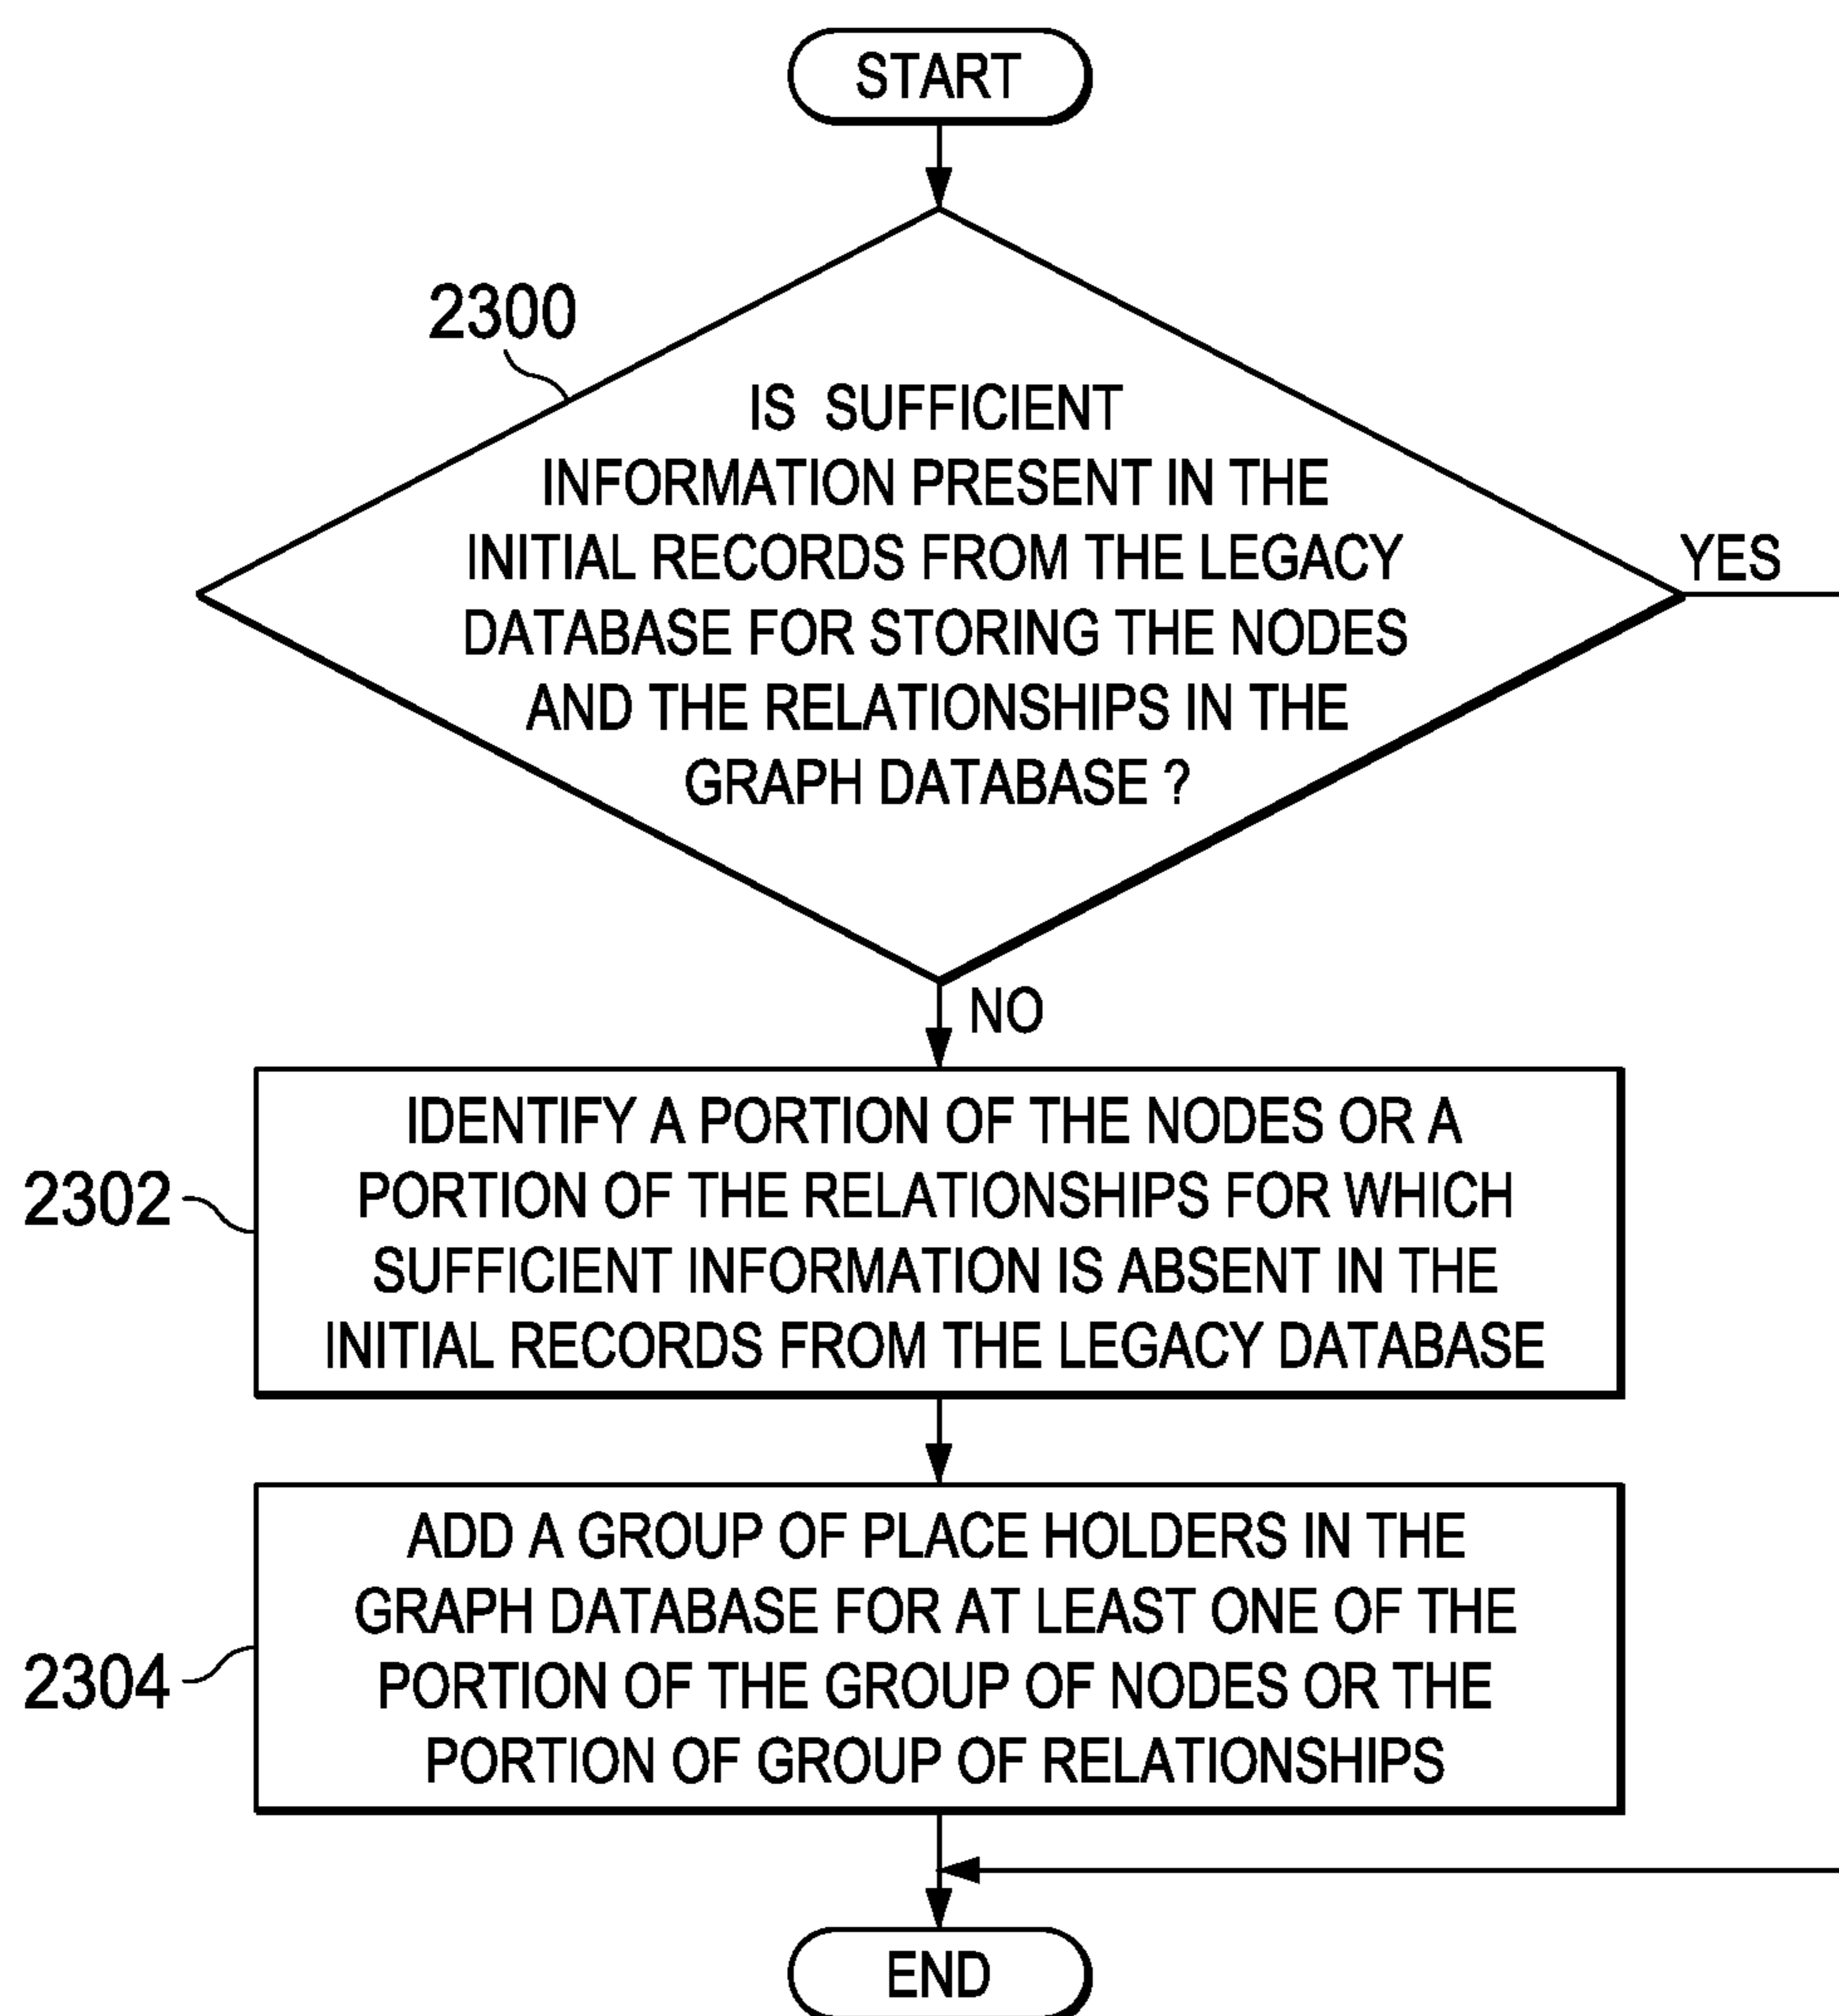 START
2300
IS SUFFICIENT
INFORMATION PRESENT IN THE
INITIAL RECORDS FROM THE LEGACY
DATABASE FOR STORING THE NODES
AND THE RELATIONSHIPS IN THE
GRAPH DATABASE ?
YES
NO
2302
IDENTIFY A PORTION OF THE NODES OR A
PORTION OF THE RELATIONSHIPS FOR WHICH
SUFFICIENT INFORMATION IS ABSENT IN THE
INITIAL RECORDS FROM THE LEGACY DATABASE
2304
ADD A GROUP OF PLACE HOLDERS IN THE
GRAPH DATABASE FOR AT LEAST ONE OF THE
PORTION OF THE GROUP OF NODES OR THE
PORTION OF GROUP OF RELATIONSHIPS
END